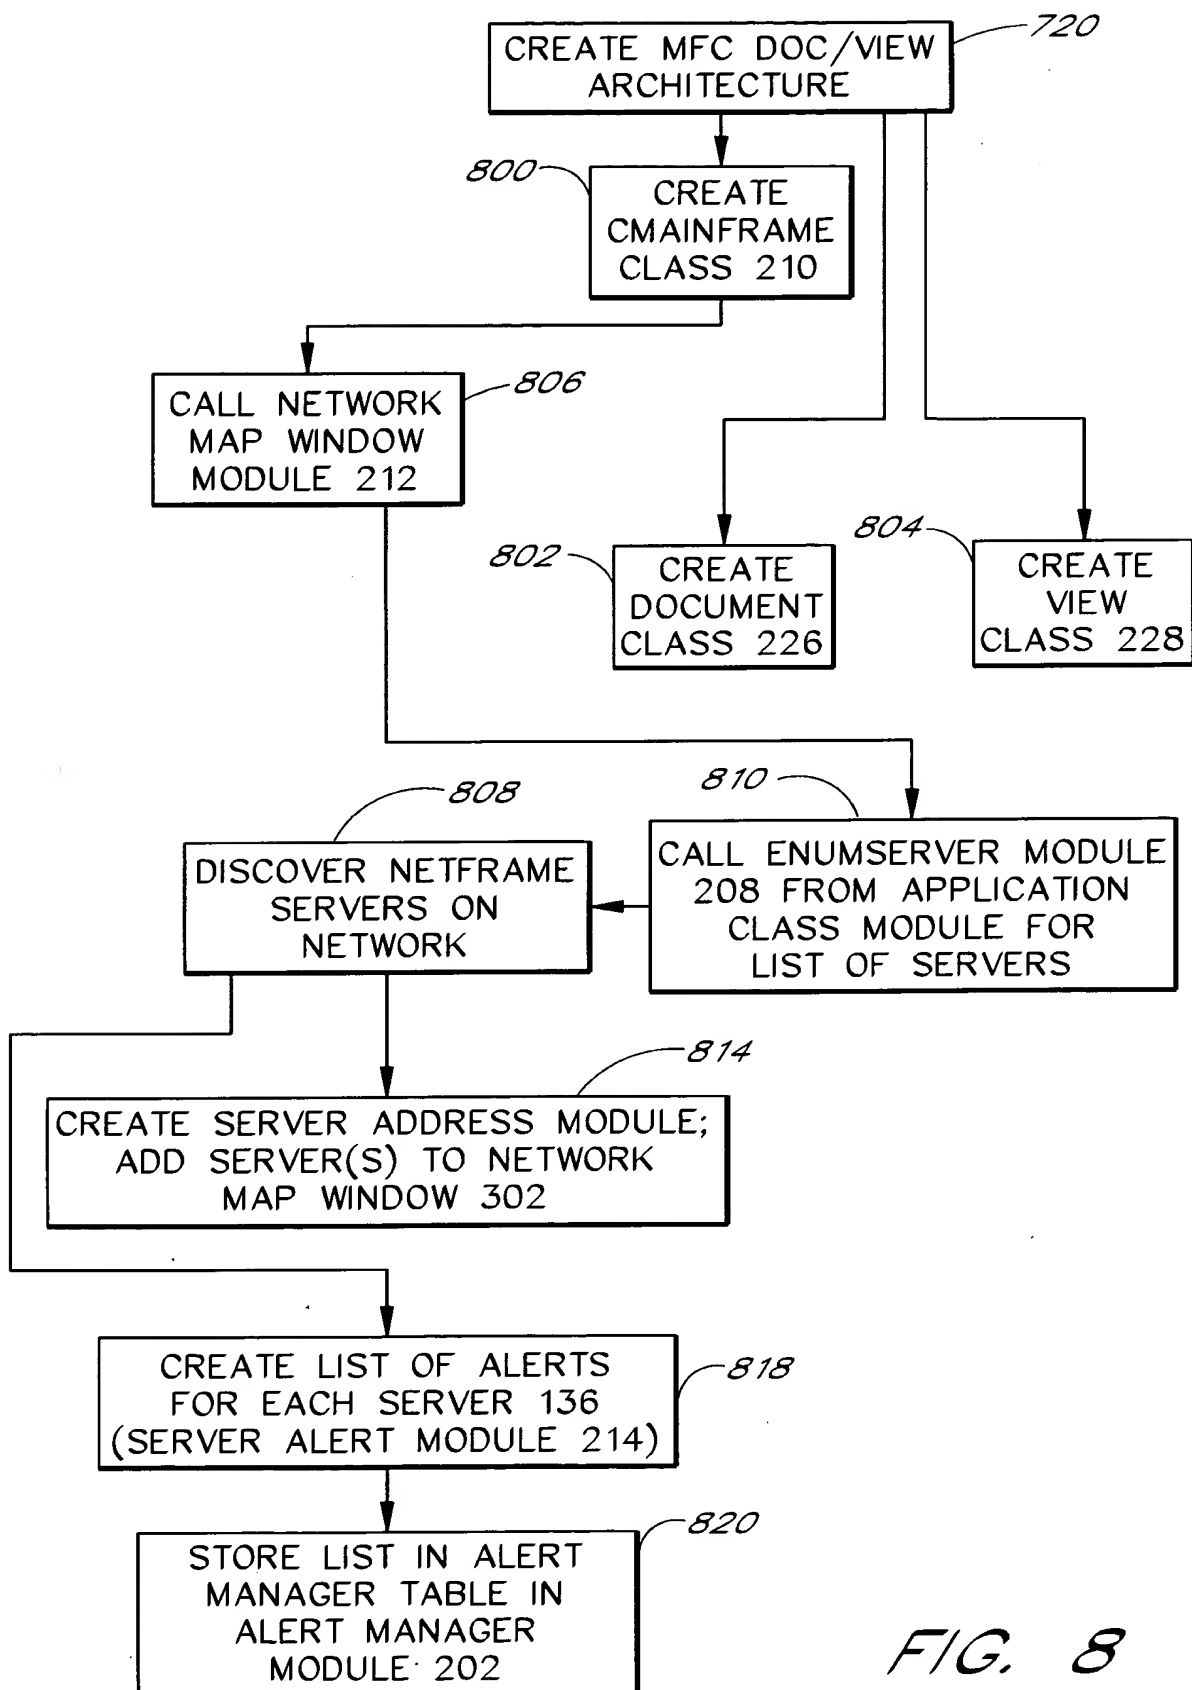 CREATE MFC DOC/VIEW
ARCHITECTURE
720
800
CREATE
CMAINFRAME
CLASS 210
806
CALL NETWORK
MAP WINDOW
MODULE 212
802
CREATE
DOCUMENT
CLASS 226
804
CREATE
VIEW
CLASS 228
810
CALL ENUMSERVER MODULE
208 FROM APPLICATION
CLASS MODULE FOR
LIST OF SERVERS
808
DISCOVER NETFRAME
SERVERS ON
NETWORK
814
CREATE SERVER ADDRESS MODULE;
ADD SERVER(S) TO NETWORK
MAP WINDOW 302
818
CREATE LIST OF ALERTS
FOR EACH SERVER 136
(SERVER ALERT MODULE 214)
820
STORE LIST IN ALERT
MANAGER TABLE IN
ALERT MANAGER
MODULE 202
FIG. 8